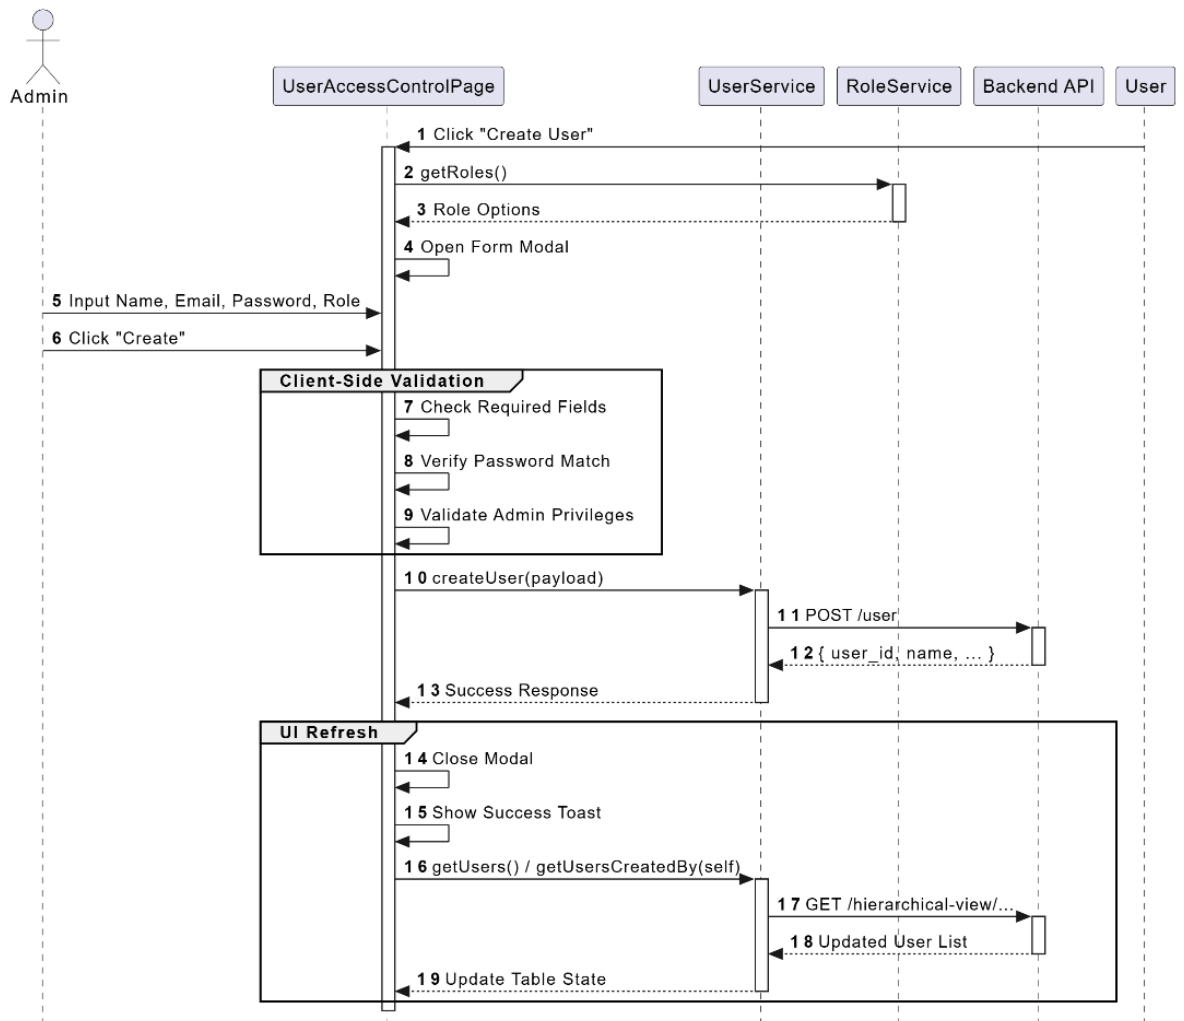 Admin
UserAccessControlPage
UserService
RoleService
Backend API
User
1 Click "Create User"
2 getRoles()
3 Role Options
4 Open Form Modal
5 Input Name, Email, Password, Role
6 Click "Create"
Client-Side Validation
7 Check Required Fields
8 Verify Password Match
9 Validate Admin Privileges
10 createUser(payload)
11 POST /user
12 { user_id, name, ... }
13 Success Response
UI Refresh
14 Close Modal
15 Show Success Toast
16 getUsers() / getUsersCreatedBy(self)
17 GET /hierarchical-view/...
18 Updated User List
19 Update Table State